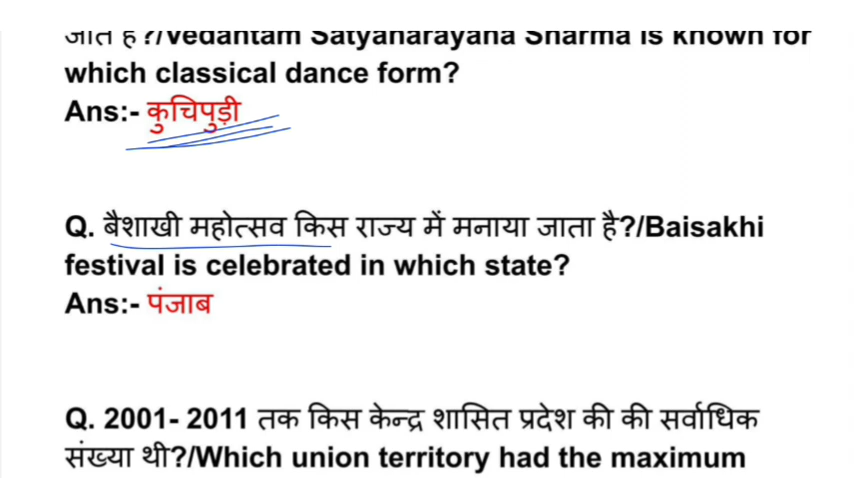 जाते है ?/Vedantam Satyanarayana Sharma is known for
which classical dance form?
Ans:- कुचिपुड़ी
Q. बैशाखी महोत्सव किस राज्य में मनाया जाता है?/Baisakhi
festival is celebrated in which state?
Ans:- पंजाब
Q. 2001- 2011 तक किस केन्द्र शासित प्रदेश की की सर्वाधिक
संख्या थी?/Which union territory had the maximum